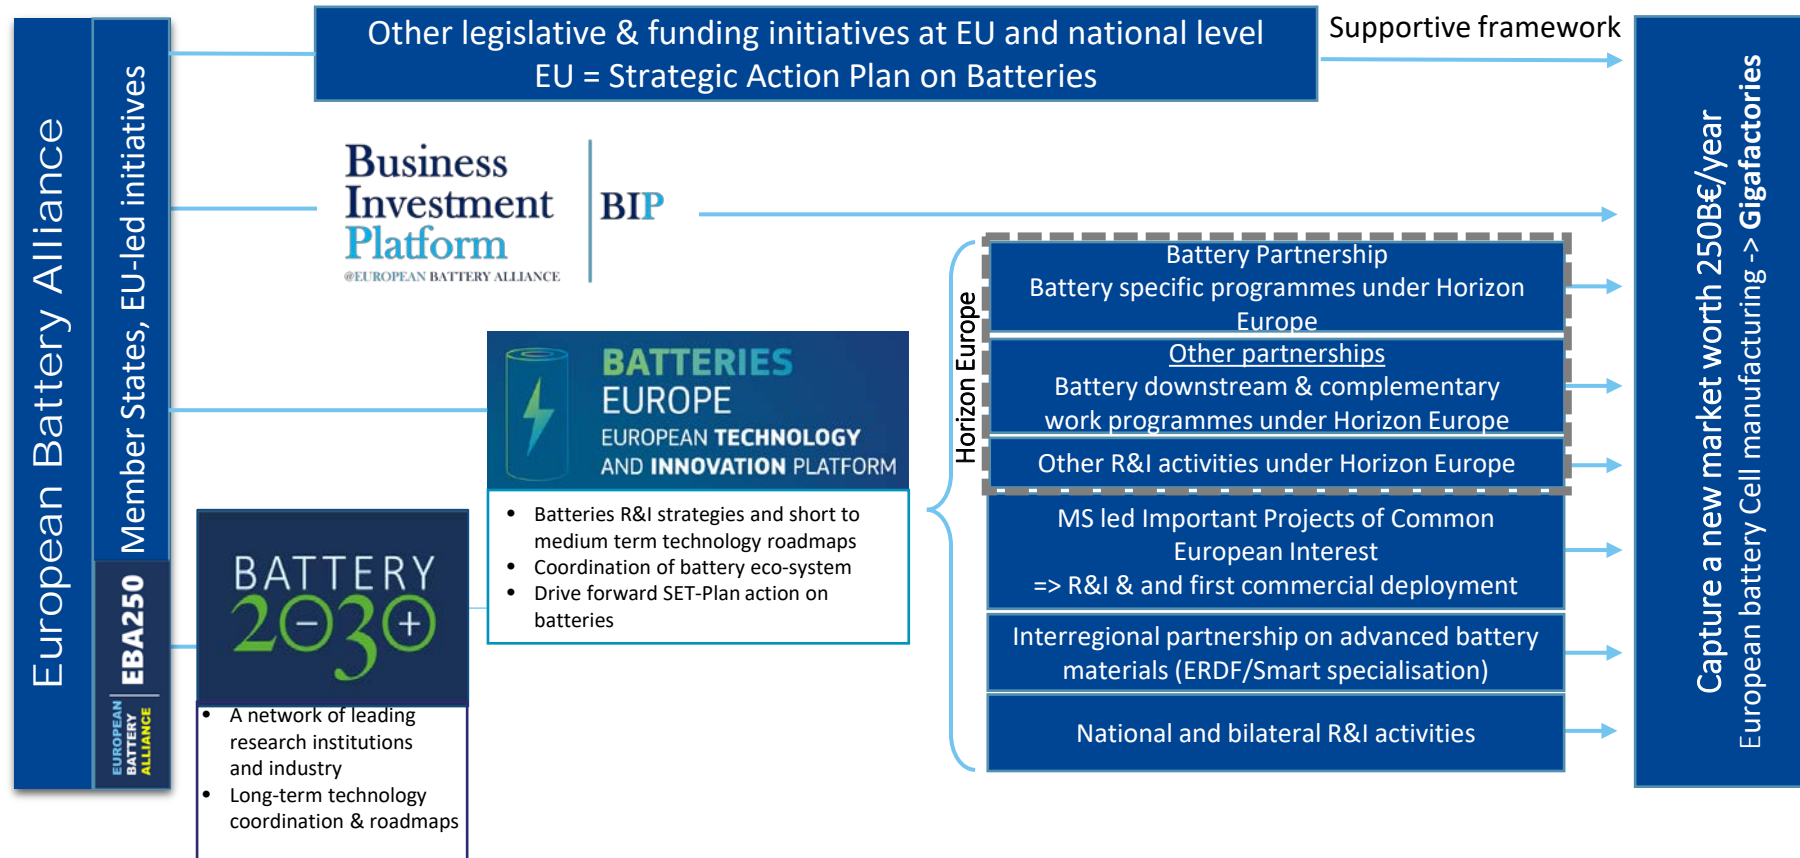 European Battery Alliance
Member States, EU-led initiatives
EUROPEAN
BATTERY
ALLIANCE
EBA250
Other legislative & funding initiatives at EU and national level
EU = Strategic Action Plan on Batteries
Supportive framework
Business
Investment
Platform
@EUROPEAN BATTERY ALLIANCE
BIP
BATTERIES
EUROPE
EUROPEAN TECHNOLOGY
AND INNOVATION PLATFORM
• Batteries R&I strategies and short to
medium term technology roadmaps
• Coordination of battery eco-system
• Drive forward SET-Plan action on
batteries
BATTERY
2030+
• A network of leading
research institutions
and industry
• Long-term technology
coordination & roadmaps
Horizon Europe
Battery Partnership
Battery specific programmes under Horizon
Europe
Other partnerships
Battery downstream & complementary
work programmes under Horizon Europe
Other R&I activities under Horizon Europe
MS led Important Projects of Common
European Interest
=> R&I & and first commercial deployment
Interregional partnership on advanced battery
materials (ERDF/Smart specialisation)
National and bilateral R&I activities
Capture a new market worth 250B€/year
European battery Cell manufacturing -> Gigafactories